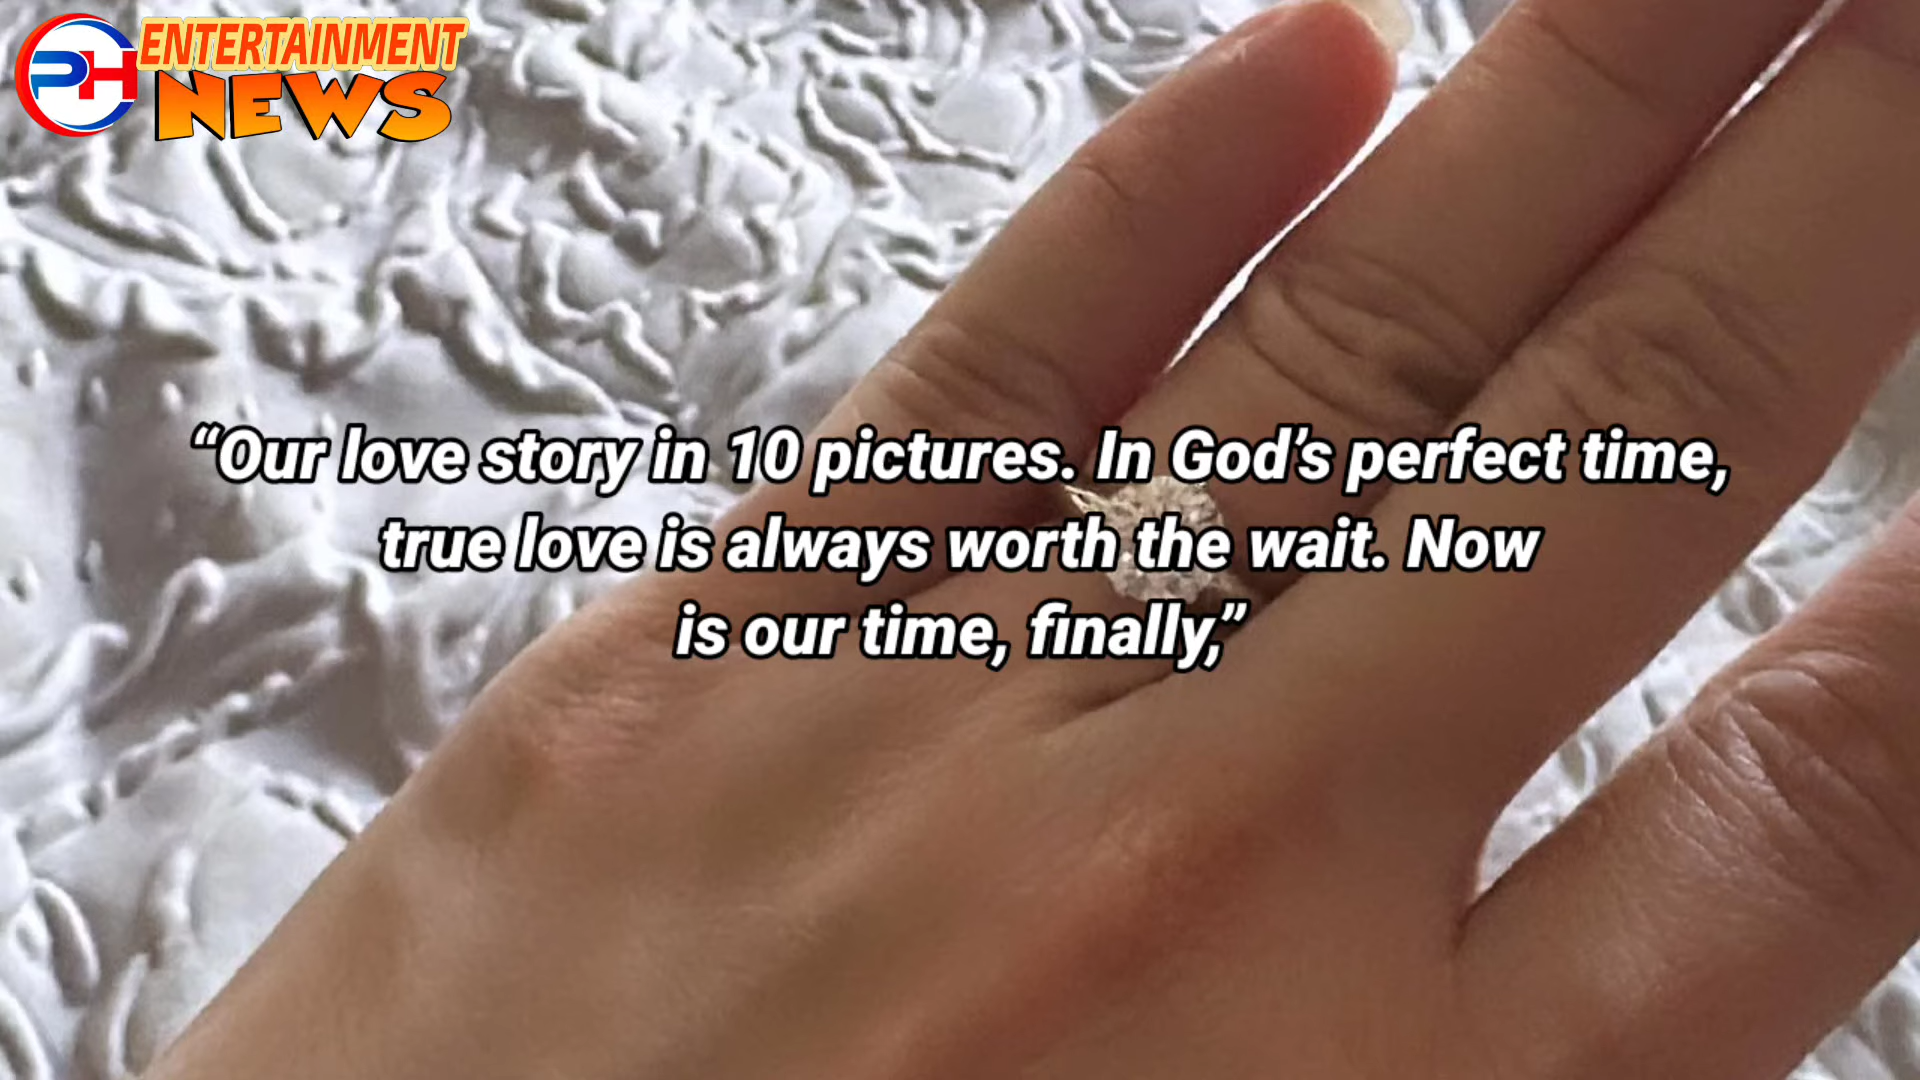 PH ENTERTAINMENT
NEWS
“Our love story in 10 pictures. In God’s perfect time,
true love is always worth the wait. Now
is our time, finally,”